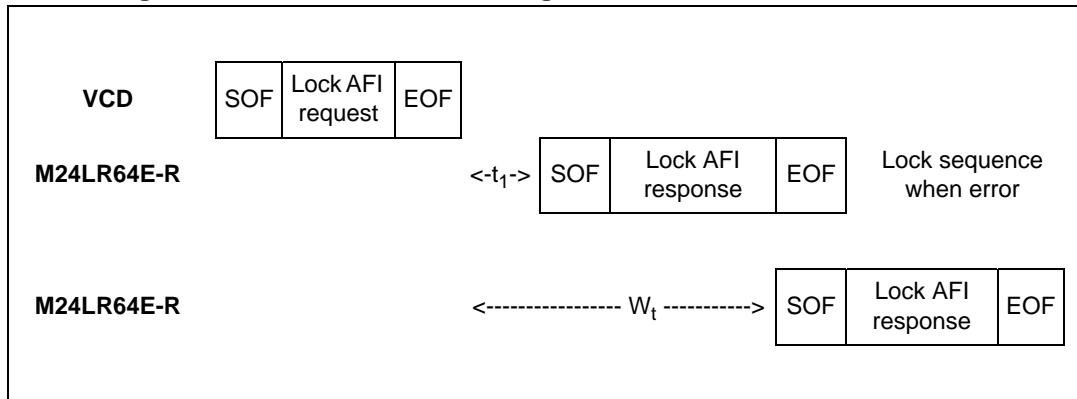 VCD SOF Lock AFI request EOF
M24LR64E-R <-t1-> SOF Lock AFI response EOF Lock sequence when error
M24LR64E-R <------------------ Wt -----------> SOF Lock AFI response EOF